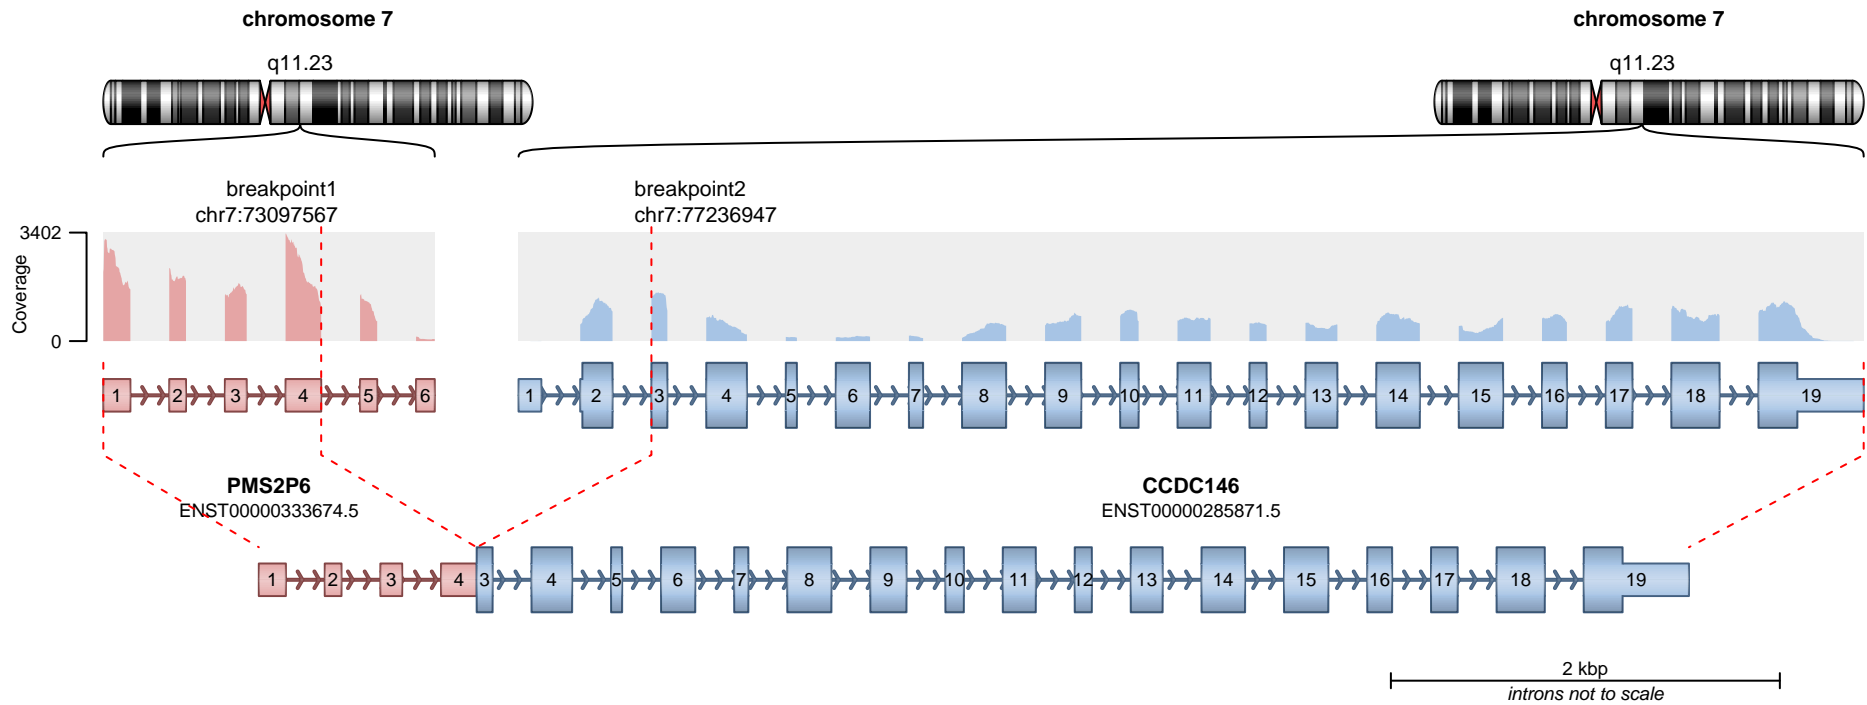 chromosome 7
chromosome 7
q11.23
q11.23
breakpoint1
chr7:73097567
breakpoint2
chr7:77236947
3402
Coverage
0
1 2 3 4 5 6
1 2 3 4 5 6 7 8 9 10 11 12 13 14 15 16 17 18 19
PMS2P6
ENST00000333674.5
CCDC146
ENST00000285871.5
1 2 3 4 3 4 5 6 7 8 9 10 11 12 13 14 15 16 17 18 19
2 kbp
introns not to scale